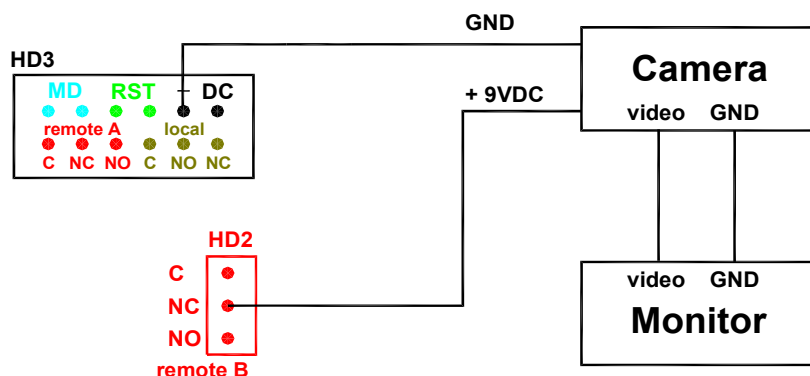 GND
HD3
MD RST - DC
+ 9VDC
remote A local
C NC NO C NO NC
Camera
video GND
HD2
C
NC
NO
remote B
video GND
Monitor